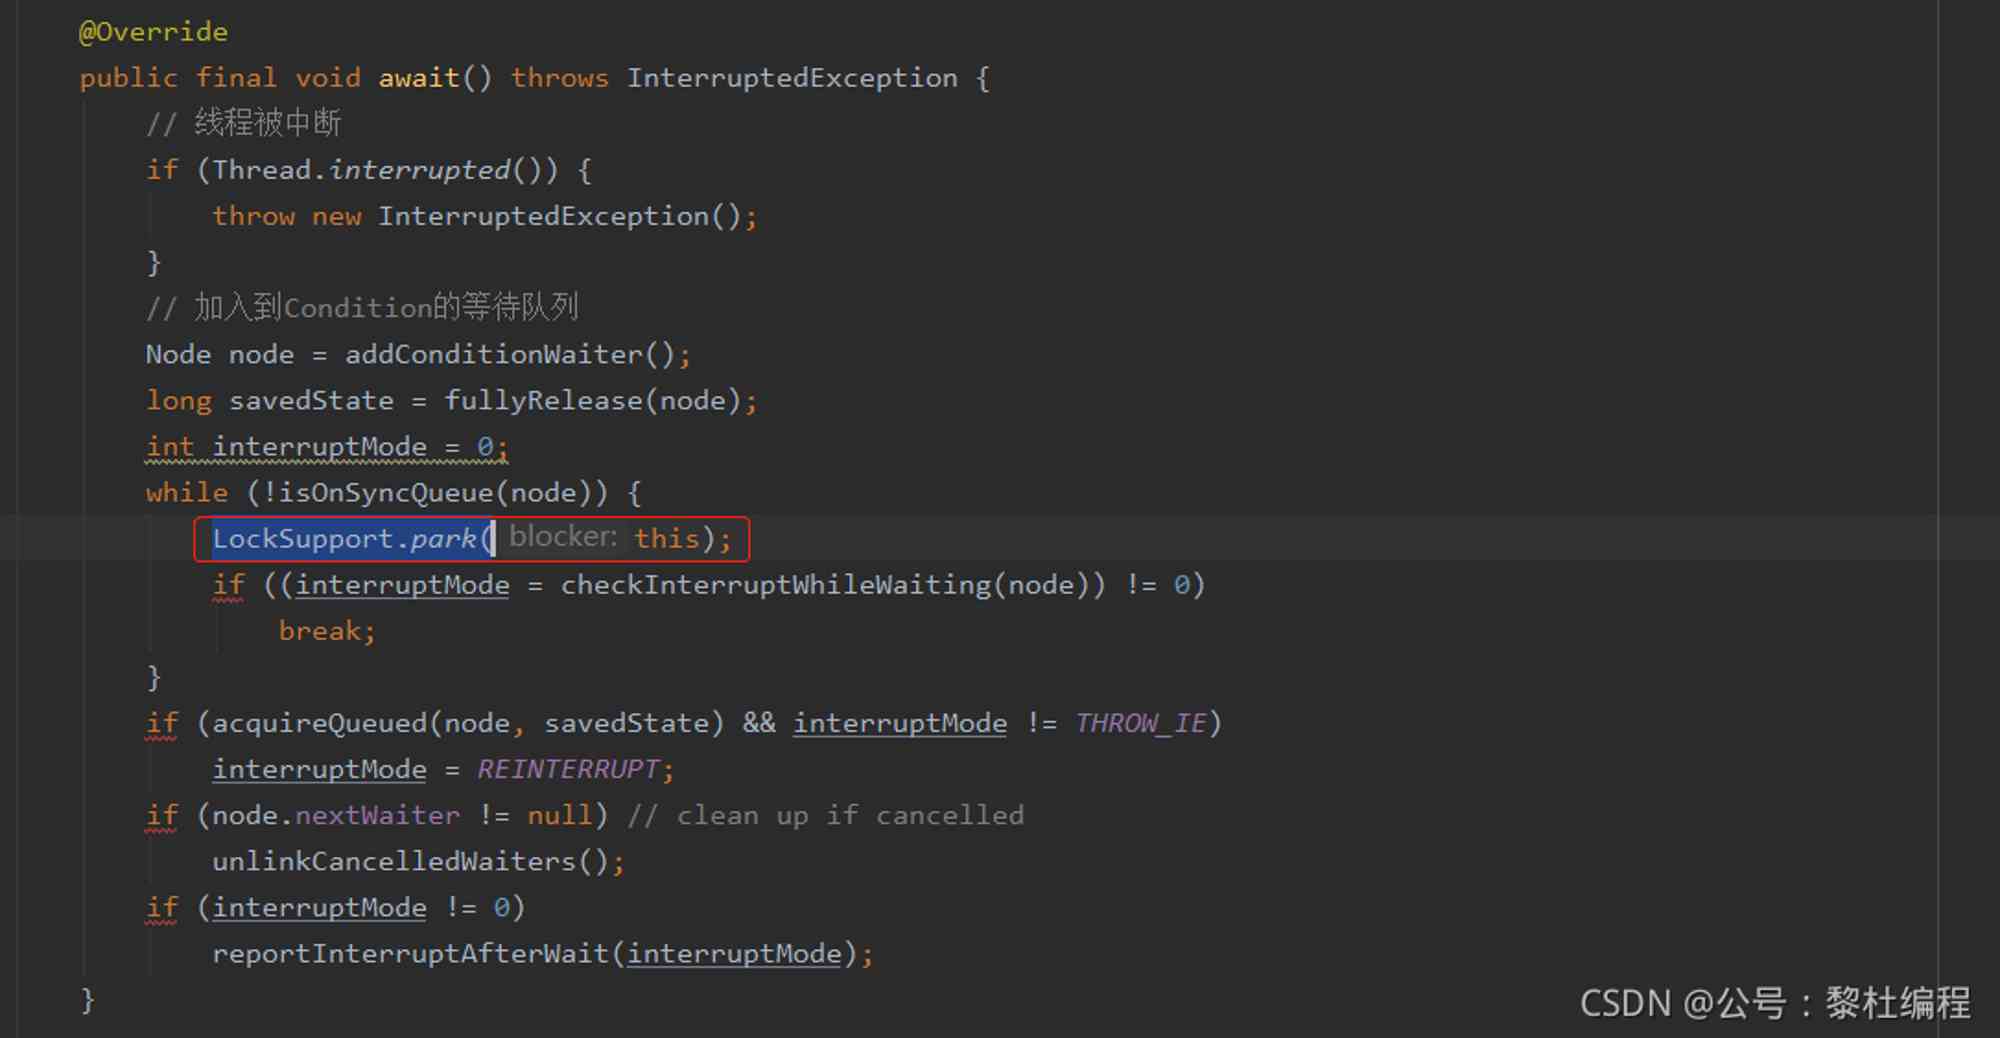 @Override
public final void await() throws InterruptedException {
// 线程被中断
if (Thread.interrupted()) {
throw new InterruptedException();
}
// 加入到Condition的等待队列
Node node = addConditionWaiter();
long savedState = fullyRelease(node);
int interruptMode = 0;
while (!isOnSyncQueue(node)) {
LockSupport.park( blocker: this);
if ((interruptMode = checkInterruptWhileWaiting(node)) != 0)
break;
}
if (acquireQueued(node, savedState) && interruptMode != THROW_IE)
interruptMode = REINTERRUPT;
if (node.nextWaiter != null) // clean up if cancelled
unlinkCancelledWaiters();
if (interruptMode != 0)
reportInterruptAfterWait(interruptMode);
}
CSDN @公号：黎杜编程